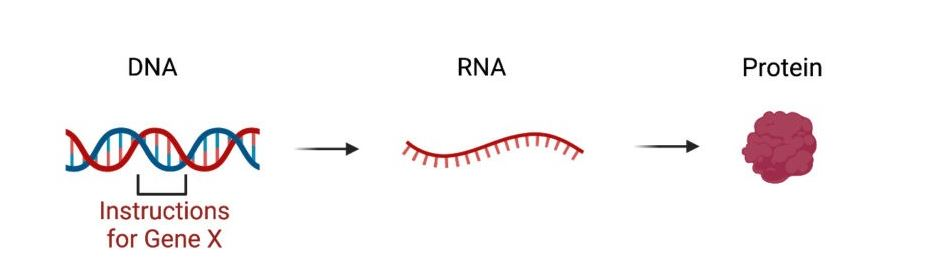 DNA
RNA
Protein
Instructions
for Gene X